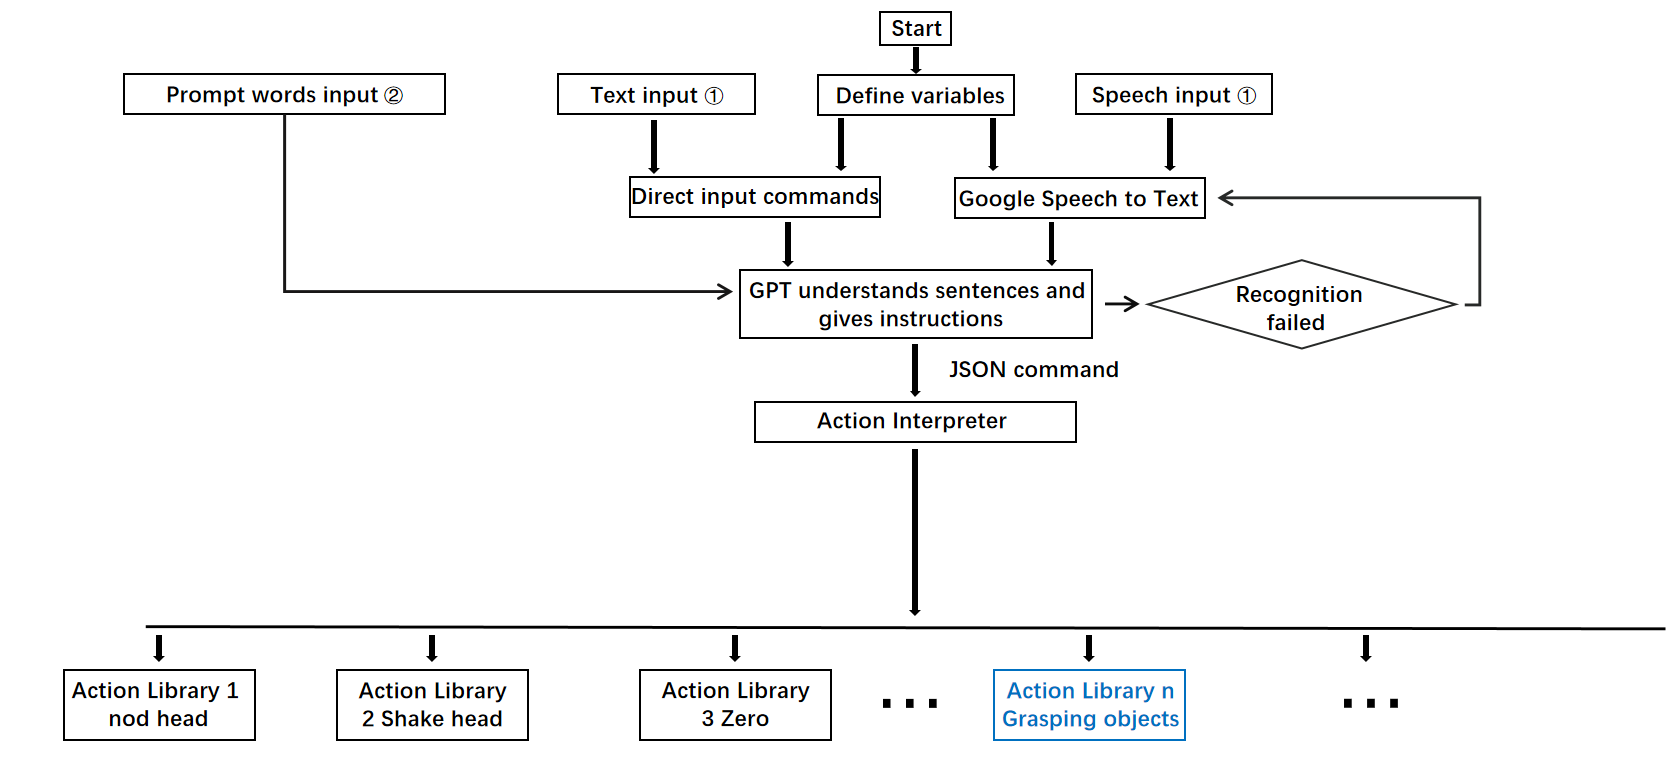 Start
Prompt words input ②
Text input ①
Define variables
Speech input ①
Direct input commands
Google Speech to Text
GPT understands sentences and
gives instructions
Recognition
failed
JSON command
Action Interpreter
Action Library 1
nod head
Action Library
2 Shake head
Action Library
3 Zero
...
Action Library n
Grasping objects
...